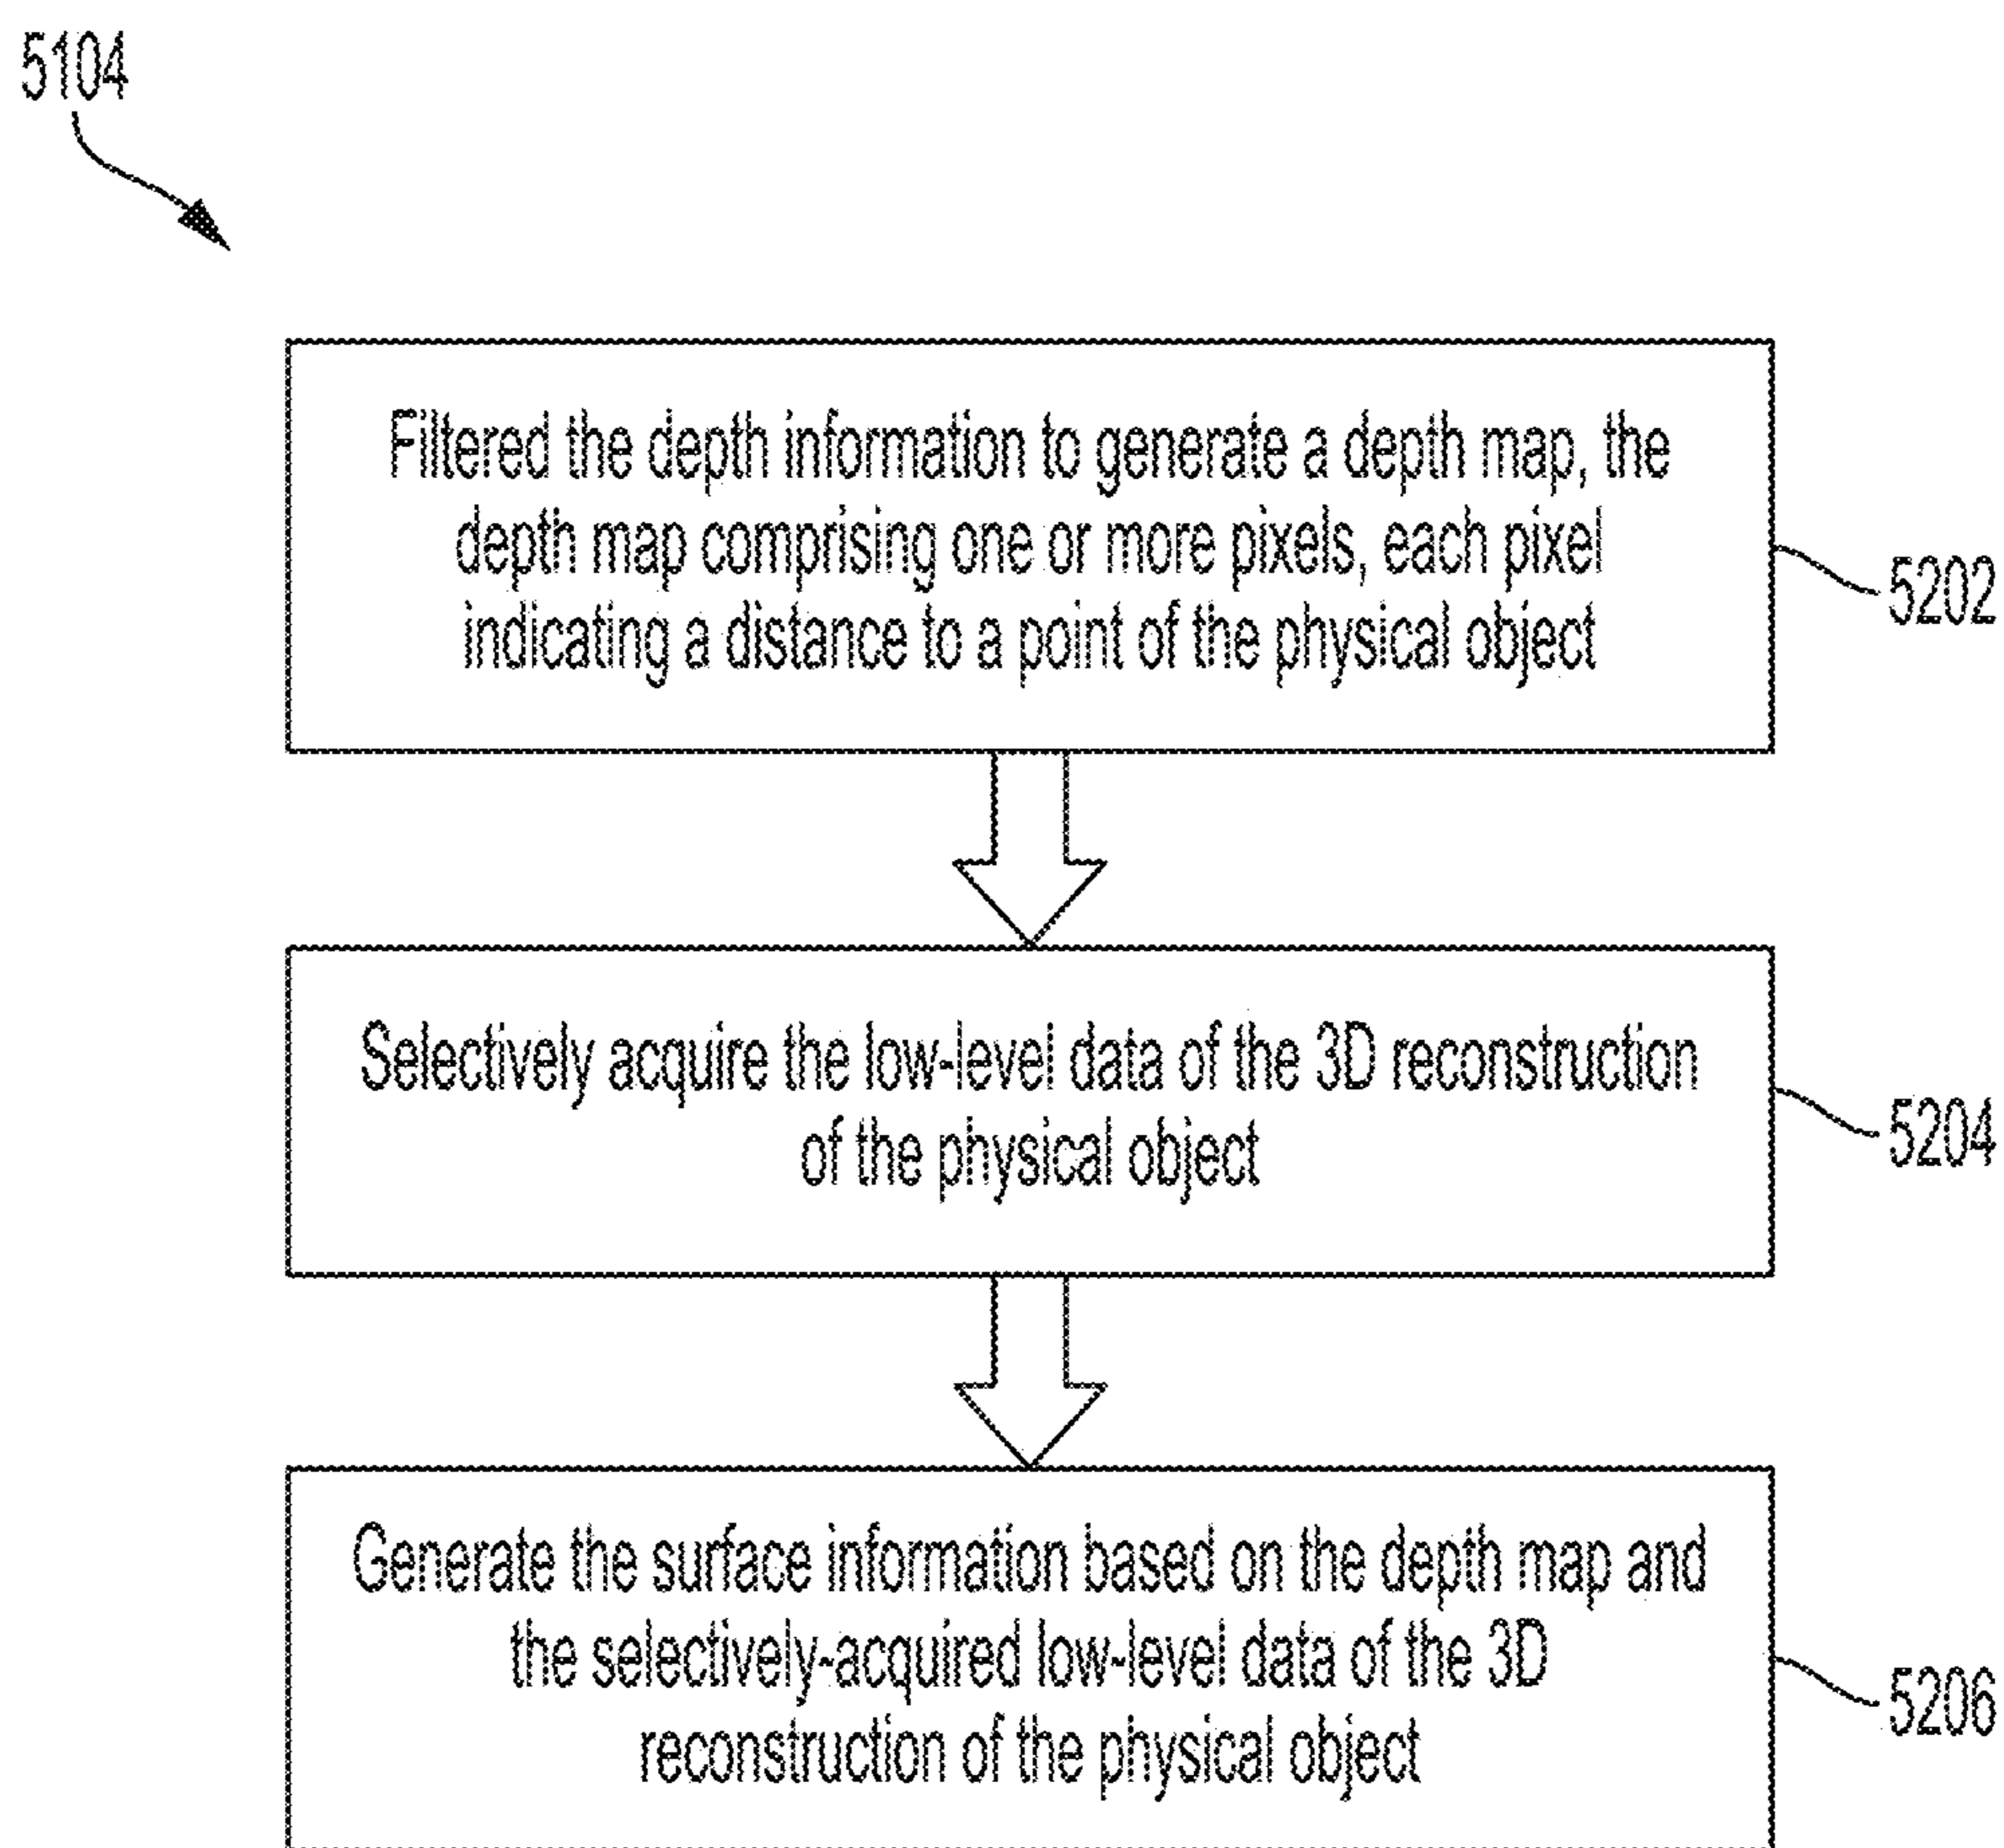 5104
Filtered the depth information to generate a depth map, the
depth map comprising one or more pixels, each pixel
indicating a distance to a point of the physical object
5202
Selectively acquire the low-level data of the 3D reconstruction
of the physical object
5204
Generate the surface information based on the depth map and
the selectively-acquired low-level data of the 3D
reconstruction of the physical object
5206